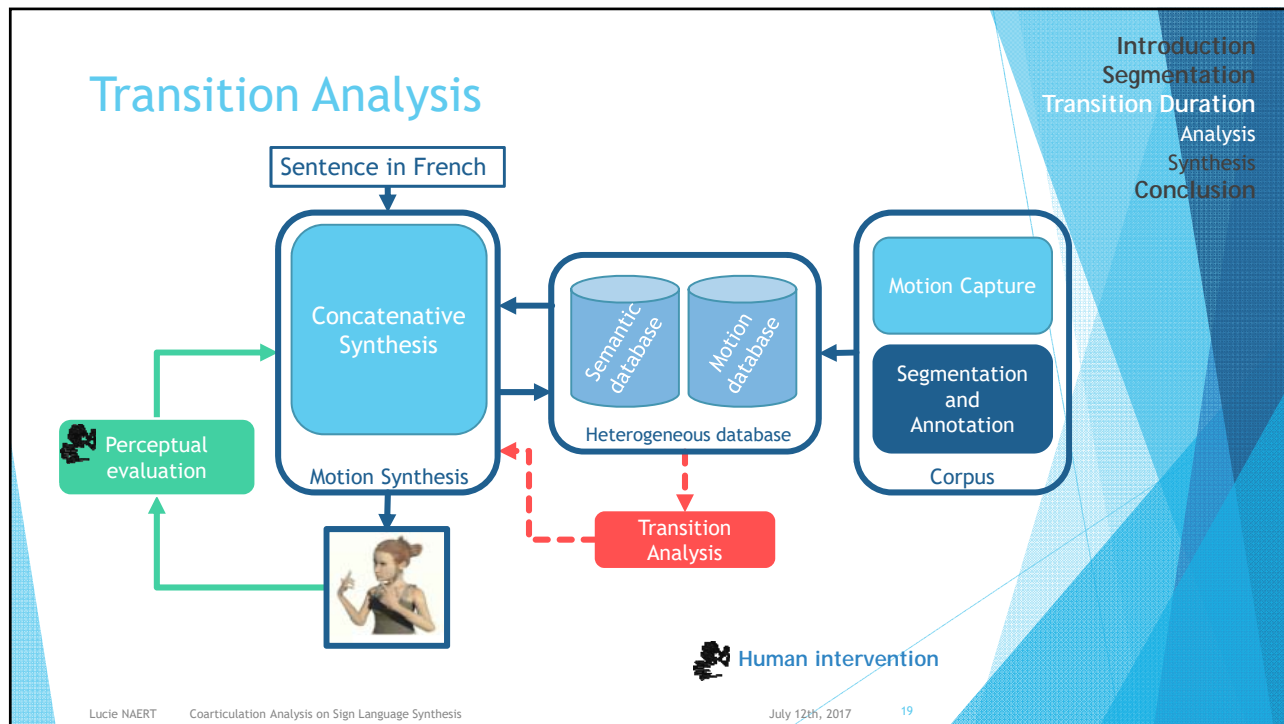 Transition Analysis
Introduction
Segmentation
Transition Duration
Analysis
Synthesis
Conclusion
Sentence in French
Concatenative
Synthesis
Motion Synthesis
Semantic
database
Motion
database
Heterogeneous database
Motion Capture
Segmentation
and
Annotation
Corpus
Perceptual
evaluation
Transition
Analysis
Human intervention
Lucie NAERT Coarticulation Analysis on Sign Language Synthesis July 12th, 2017 19